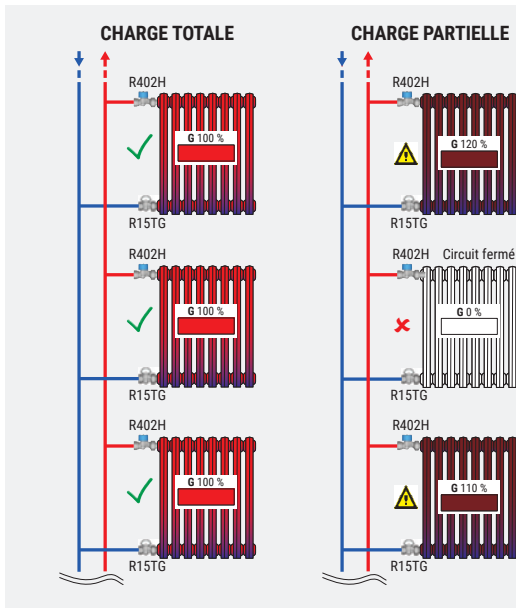 CHARGE TOTALE
R402H
G 100 %
R15TG
R402H
G 100 %
R15TG
R402H
G 100 %
R15TG
CHARGE PARTIELLE
R402H
G 120 %
R15TG
R402H Circuit fermé
G 0 %
R15TG
R402H
G 110 %
R15TG